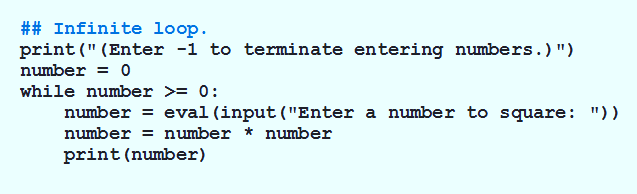 ## Infinite loop.
print("(Enter -1 to terminate entering numbers.)")
number = 0
while number >= 0:
    number = eval(input("Enter a number to square: "))
    number = number * number
    print(number)